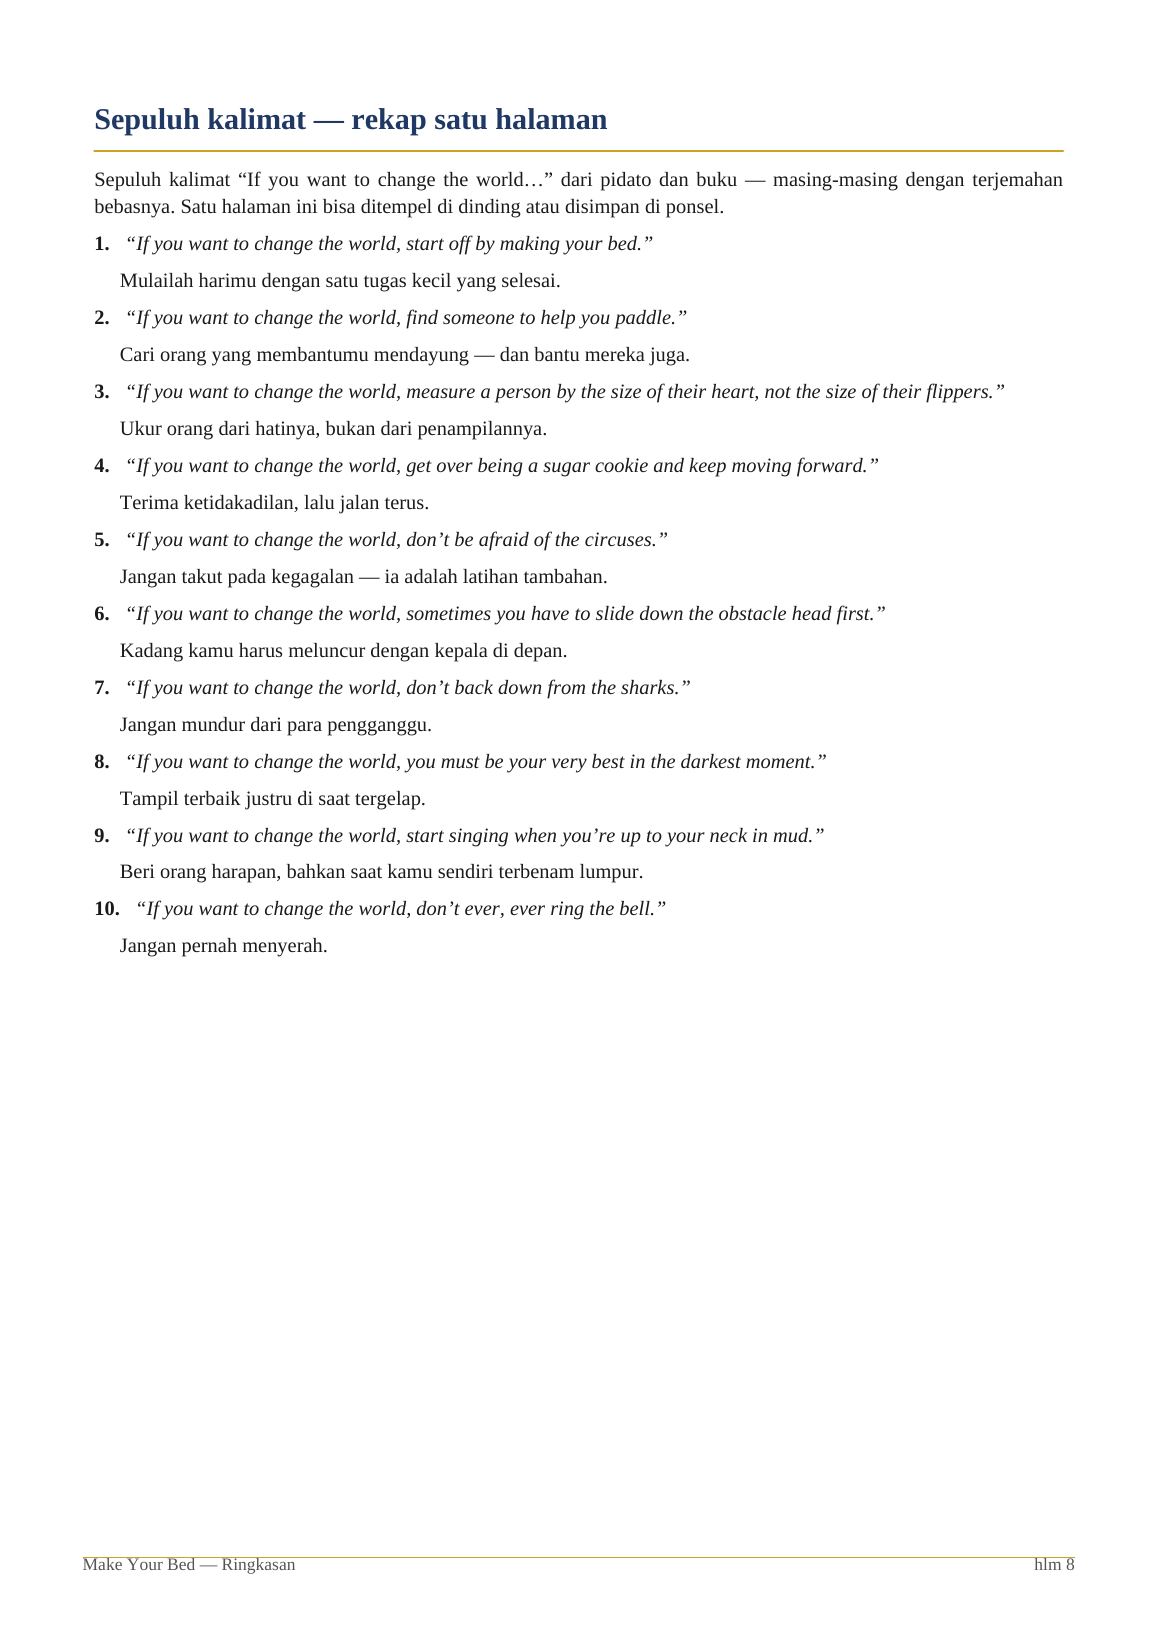 Sepuluh kalimat — rekap satu halaman
Sepuluh kalimat “If you want to change the world…” dari pidato dan buku — masing-masing dengan terjemahan
bebasnya. Satu halaman ini bisa ditempel di dinding atau disimpan di ponsel.
1. “If you want to change the world, start off by making your bed.”
Mulailah harimu dengan satu tugas kecil yang selesai.
2. “If you want to change the world, find someone to help you paddle.”
Cari orang yang membantumu mendayung — dan bantu mereka juga.
3. “If you want to change the world, measure a person by the size of their heart, not the size of their flippers.”
Ukur orang dari hatinya, bukan dari penampilannya.
4. “If you want to change the world, get over being a sugar cookie and keep moving forward.”
Terima ketidakadilan, lalu jalan terus.
5. “If you want to change the world, don’t be afraid of the circuses.”
Jangan takut pada kegagalan — ia adalah latihan tambahan.
6. “If you want to change the world, sometimes you have to slide down the obstacle head first.”
Kadang kamu harus meluncur dengan kepala di depan.
7. “If you want to change the world, don’t back down from the sharks.”
Jangan mundur dari para pengganggu.
8. “If you want to change the world, you must be your very best in the darkest moment.”
Tampil terbaik justru di saat tergelap.
9. “If you want to change the world, start singing when you’re up to your neck in mud.”
Beri orang harapan, bahkan saat kamu sendiri terbenam lumpur.
10. “If you want to change the world, don’t ever, ever ring the bell.”
Jangan pernah menyerah.
Make Your Bed — Ringkasan
hlm 8